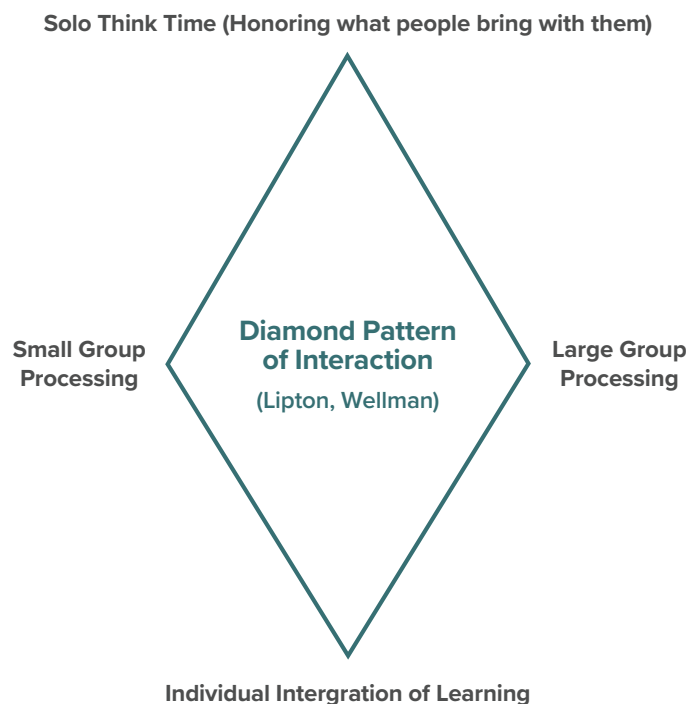 Solo Think Time (Honoring what people bring with them)
Small Group
Processing
Diamond Pattern
of Interaction
(Lipton, Wellman)
Large Group
Processing
Individual Intergration of Learning